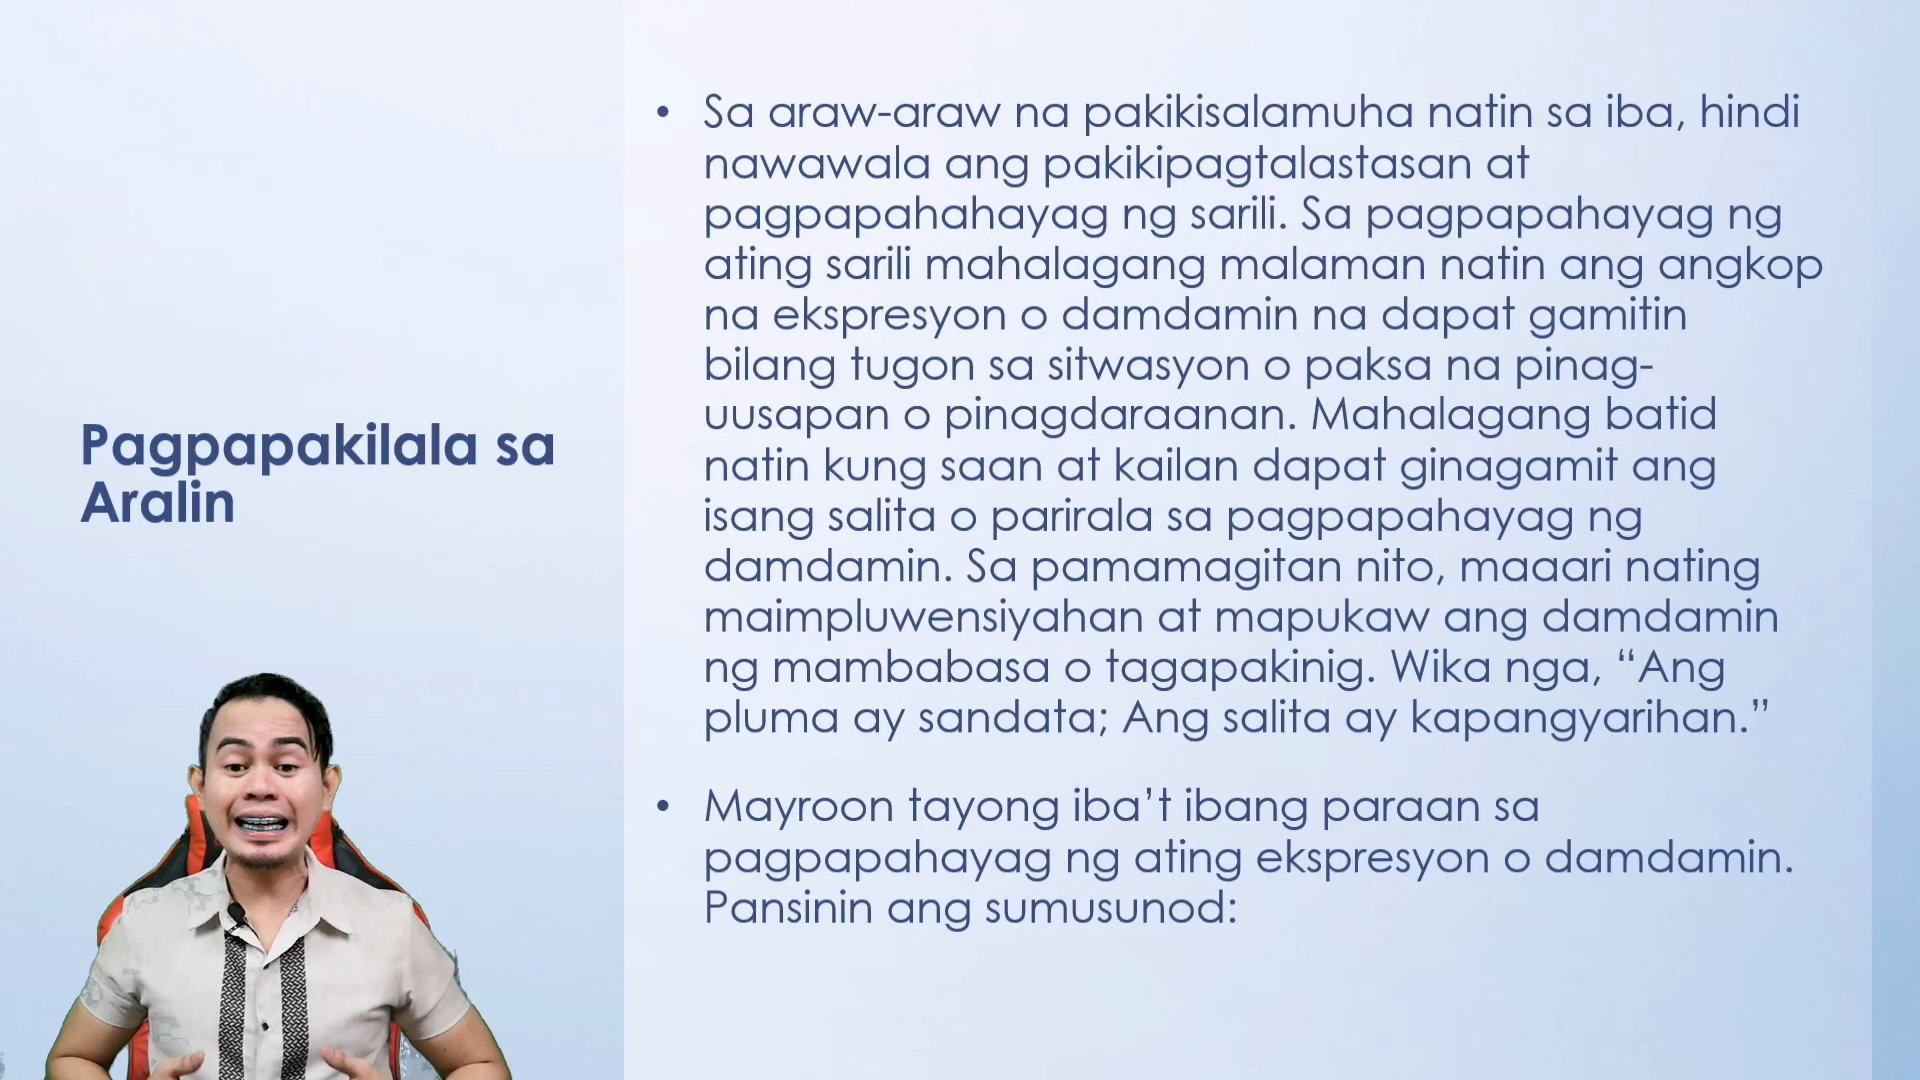 Pagpapakilala sa
Aralin
• Sa araw-araw na pakikisalamuha natin sa iba, hindi
nawawala ang pakikipagtalastasan at
pagpapahahayag ng sarili. Sa pagpapahayag ng
ating sarili mahalagang malaman natin ang angkop
na ekspresyon o damdamin na dapat gamitin
bilang tugon sa sitwasyon o paksa na pinag-
uusapan o pinagdaraanan. Mahalagang batid
natin kung saan at kailan dapat ginagamit ang
isang salita o parirala sa pagpapahayag ng
damdamin. Sa pamamagitan nito, maaari nating
maimpluwensiyahan at mapukaw ang damdamin
ng mambabasa o tagapakinig. Wika nga, “Ang
pluma ay sandata; Ang salita ay kapangyarihan.”
• Mayroon tayong iba’t ibang paraan sa
pagpapahayag ng ating ekspresyon o damdamin.
Pansinin ang sumusunod: